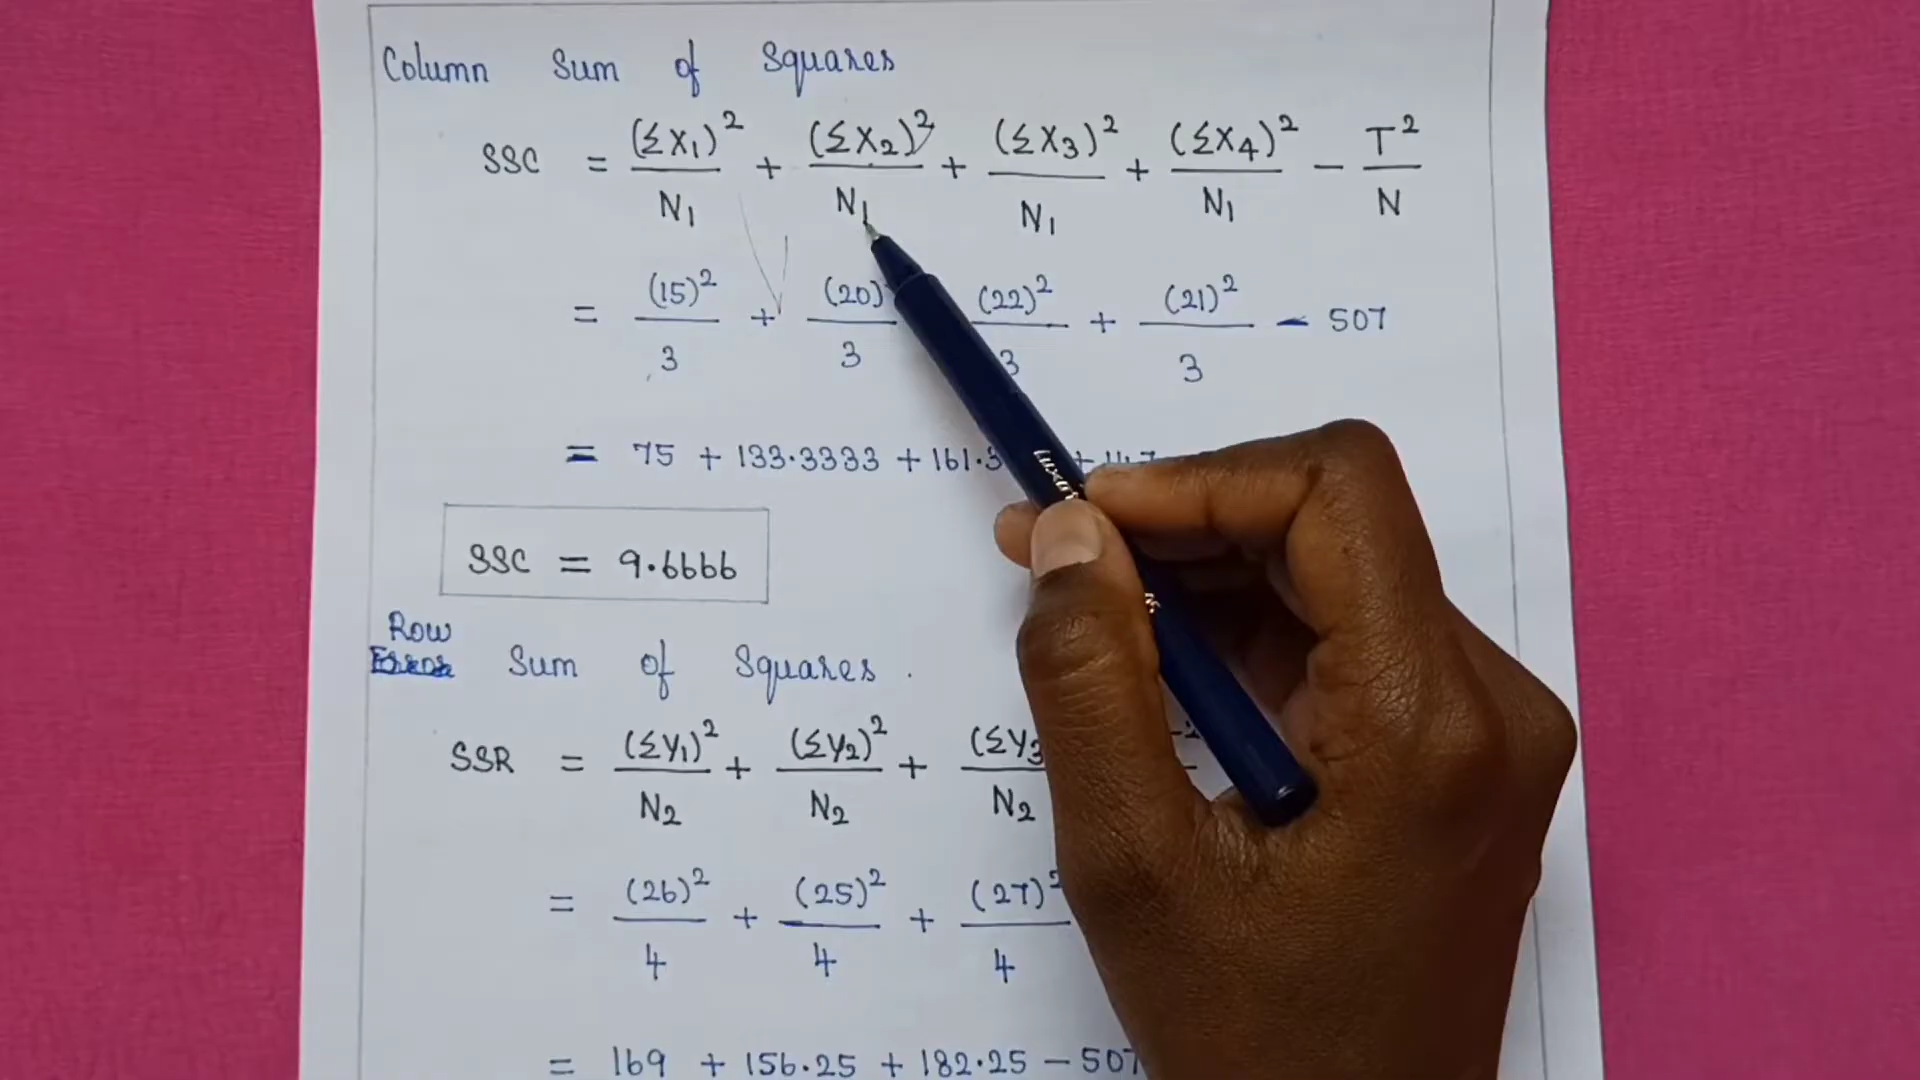 Column Sum of Squares
SSC = (ΣX₁)²/N₁ + (ΣX₂)²/N₁ + (ΣX₃)²/N₁ + (ΣX₄)²/N₁ − T²/N
= (15)²/3 + (20)/3 (22)²/3 + (21)²/3 − 507
= 75 + 133.3333 + 161.3 + 147
SSC = 9.6666
Row
Sum of Squares .
SSR = (ΣY₁)²/N₂ + (ΣY₂)²/N₂ + (ΣY₃/N₂
= (26)²/4 + (25)²/4 + (27)²/4
= 169 + 156.25 + 182.25 − 507